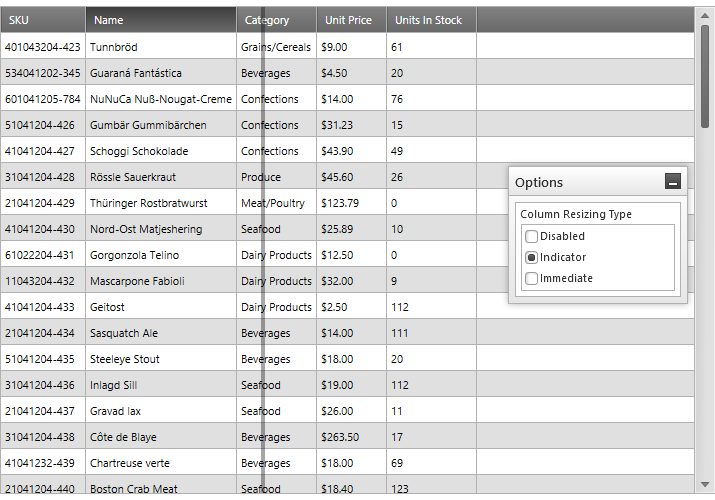 SKU Name Category Unit Price Units In Stock
401043204-423 Tunnbröd Grains/Cereals $9.00 61
534041202-345 Guaraná Fantástica Beverages $4.50 20
601041205-784 NuNuCa Nuß-Nougat-Creme Confections $14.00 76
51041204-426 Gumbär Gummibärchen Confections $31.23 15
41041204-427 Schoggi Schokolade Confections $43.90 49
31041204-428 Rössle Sauerkraut Produce $45.60 26
21041204-429 Thüringer Rostbratwurst Meat/Poultry $123.79 0
41041204-430 Nord-Ost Matjeshering Seafood $25.89 10
61022204-431 Gorgonzola Telino Dairy Products $12.50 0
11043204-432 Mascarpone Fabioli Dairy Products $32.00 9
41041204-433 Geitost Dairy Products $2.50 112
21041204-434 Sasquatch Ale Beverages $14.00 111
51041204-435 Steeleye Stout Beverages $18.00 20
31041204-436 Inlagd Sill Seafood $19.00 112
21041204-437 Gravad lax Seafood $26.00 11
31041204-438 Côte de Blaye Beverages $263.50 17
41041232-439 Chartreuse verte Beverages $18.00 69
21041204-440 Boston Crab Meat Seafood $18.40 123
Options
Column Resizing Type
Disabled
Indicator
Immediate